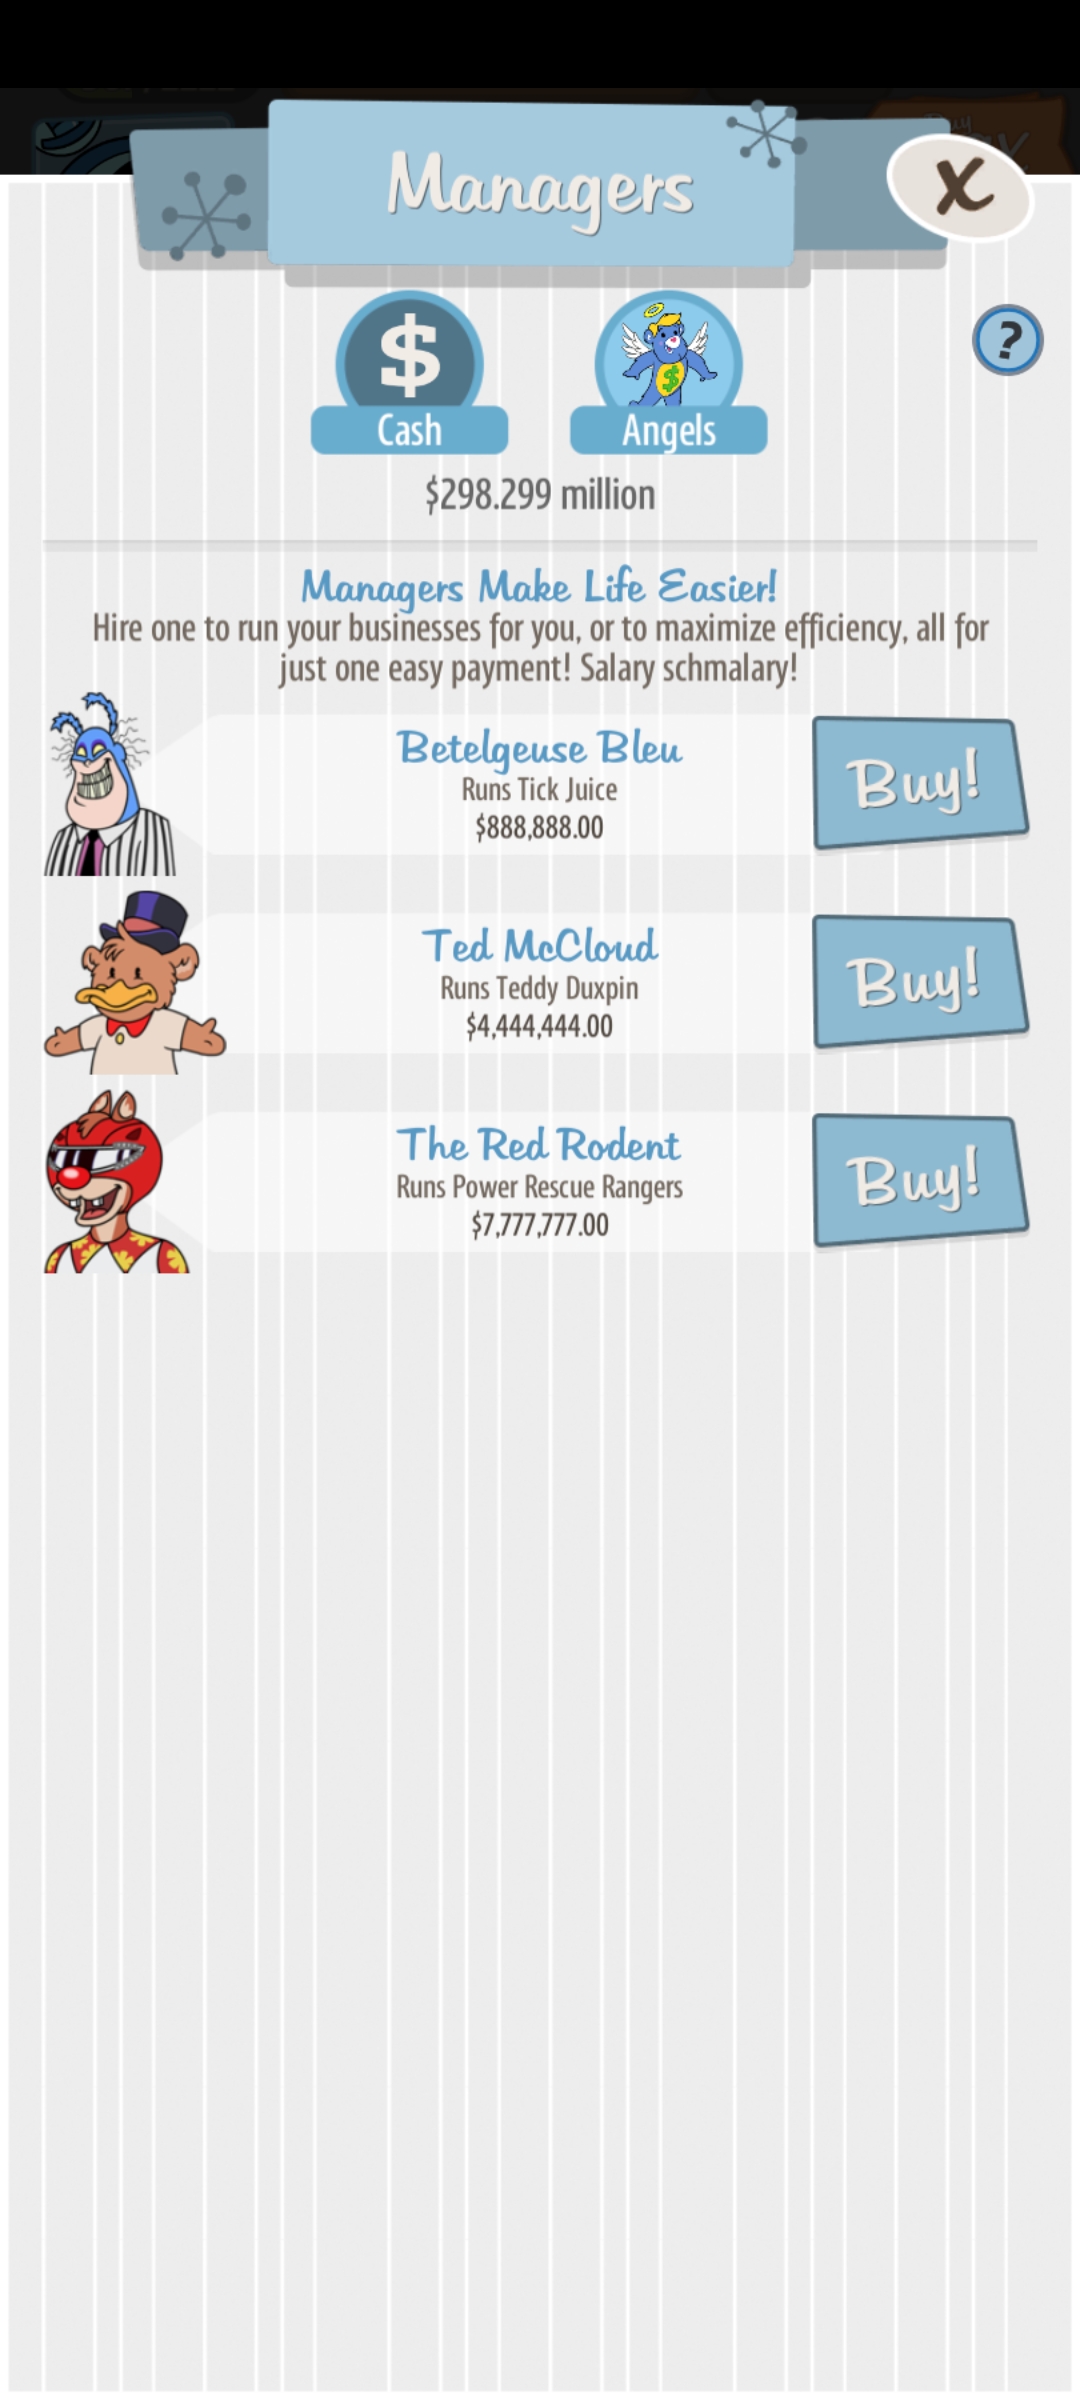 Managers
X
$
?
$
Cash
Angels
$298.299 million
Managers Make Life Easier!
Hire one to run your businesses for you, or to maximize efficiency, all for
just one easy payment! Salary schmalary!
Betelgeuse Bleu
Runs Tick Juice
$888,888.00
Buy!
Ted McCloud
Runs Teddy Duxpin
$4,444,444.00
Buy!
The Red Rodent
Runs Power Rescue Rangers
$7,777,777.00
Buy!